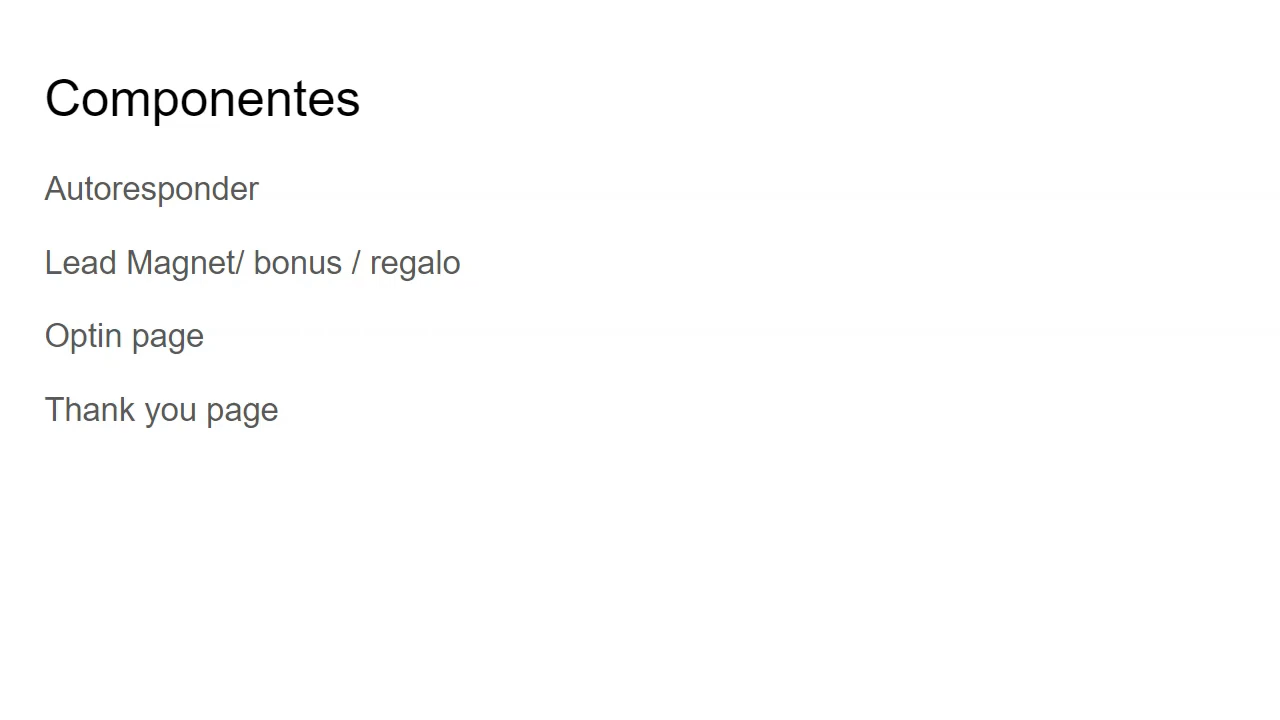 Componentes
Autoresponder
Lead Magnet/ bonus / regalo
Optin page
Thank you page